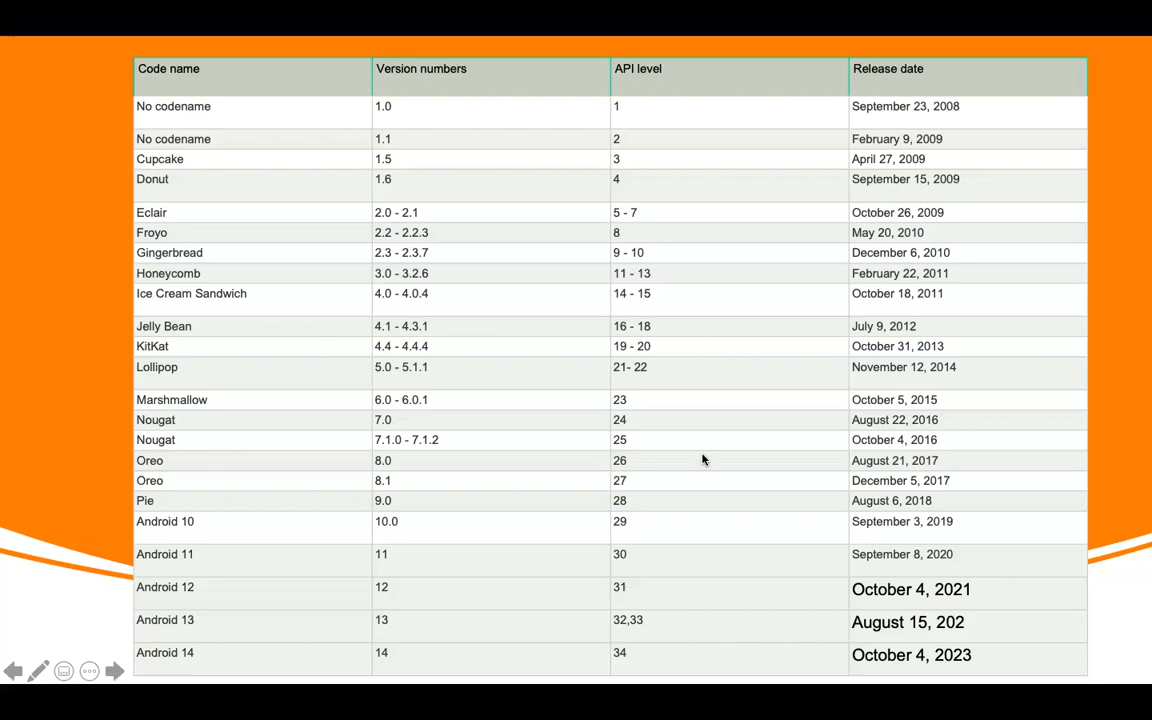 Code name Version numbers API level Release date
No codename 1.0 1 September 23, 2008
No codename 1.1 2 February 9, 2009
Cupcake 1.5 3 April 27, 2009
Donut 1.6 4 September 15, 2009
Eclair 2.0 - 2.1 5 - 7 October 26, 2009
Froyo 2.2 - 2.2.3 8 May 20, 2010
Gingerbread 2.3 - 2.3.7 9 - 10 December 6, 2010
Honeycomb 3.0 - 3.2.6 11 - 13 February 22, 2011
Ice Cream Sandwich 4.0 - 4.0.4 14 - 15 October 18, 2011
Jelly Bean 4.1 - 4.3.1 16 - 18 July 9, 2012
KitKat 4.4 - 4.4.4 19 - 20 October 31, 2013
Lollipop 5.0 - 5.1.1 21- 22 November 12, 2014
Marshmallow 6.0 - 6.0.1 23 October 5, 2015
Nougat 7.0 24 August 22, 2016
Nougat 7.1.0 - 7.1.2 25 October 4, 2016
Oreo 8.0 26 August 21, 2017
Oreo 8.1 27 December 5, 2017
Pie 9.0 28 August 6, 2018
Android 10 10.0 29 September 3, 2019
Android 11 11 30 September 8, 2020
Android 12 12 31 October 4, 2021
Android 13 13 32,33 August 15, 202
Android 14 14 34 October 4, 2023